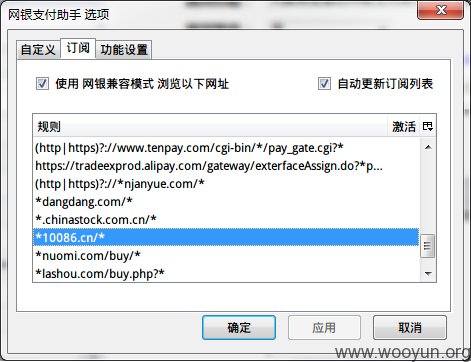 网银支付助手 选项
自定义 订阅 功能设置
使用 网银兼容模式 浏览以下网址 自动更新订阅列表
规则 激活
(http|https)?://www.tenpay.com/cgi-bin/*/pay_gate.cgi?*
https://tradeexprod.alipay.com/gateway/exterfaceAssign.do?*p...
(http|https)?://*njanyue.com/*
*dangdang.com/*
*.chinastock.com.cn/*
*10086.cn/*
*nuomi.com/buy/*
*lashou.com/buy.php?*
确定 应用 取消
www.wooyun.org